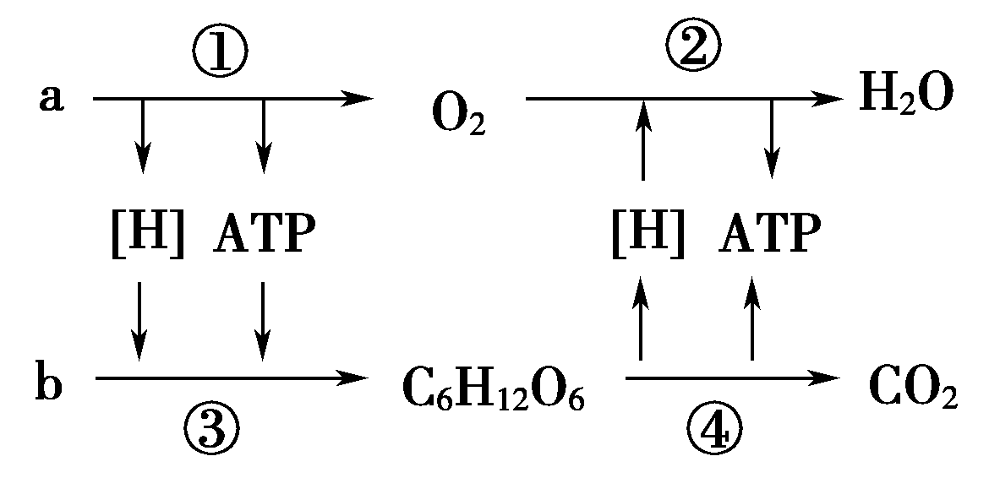 ① ②
a O₂ H₂O
[H] ATP [H] ATP
b C₆H₁₂O₆ CO₂
③ ④